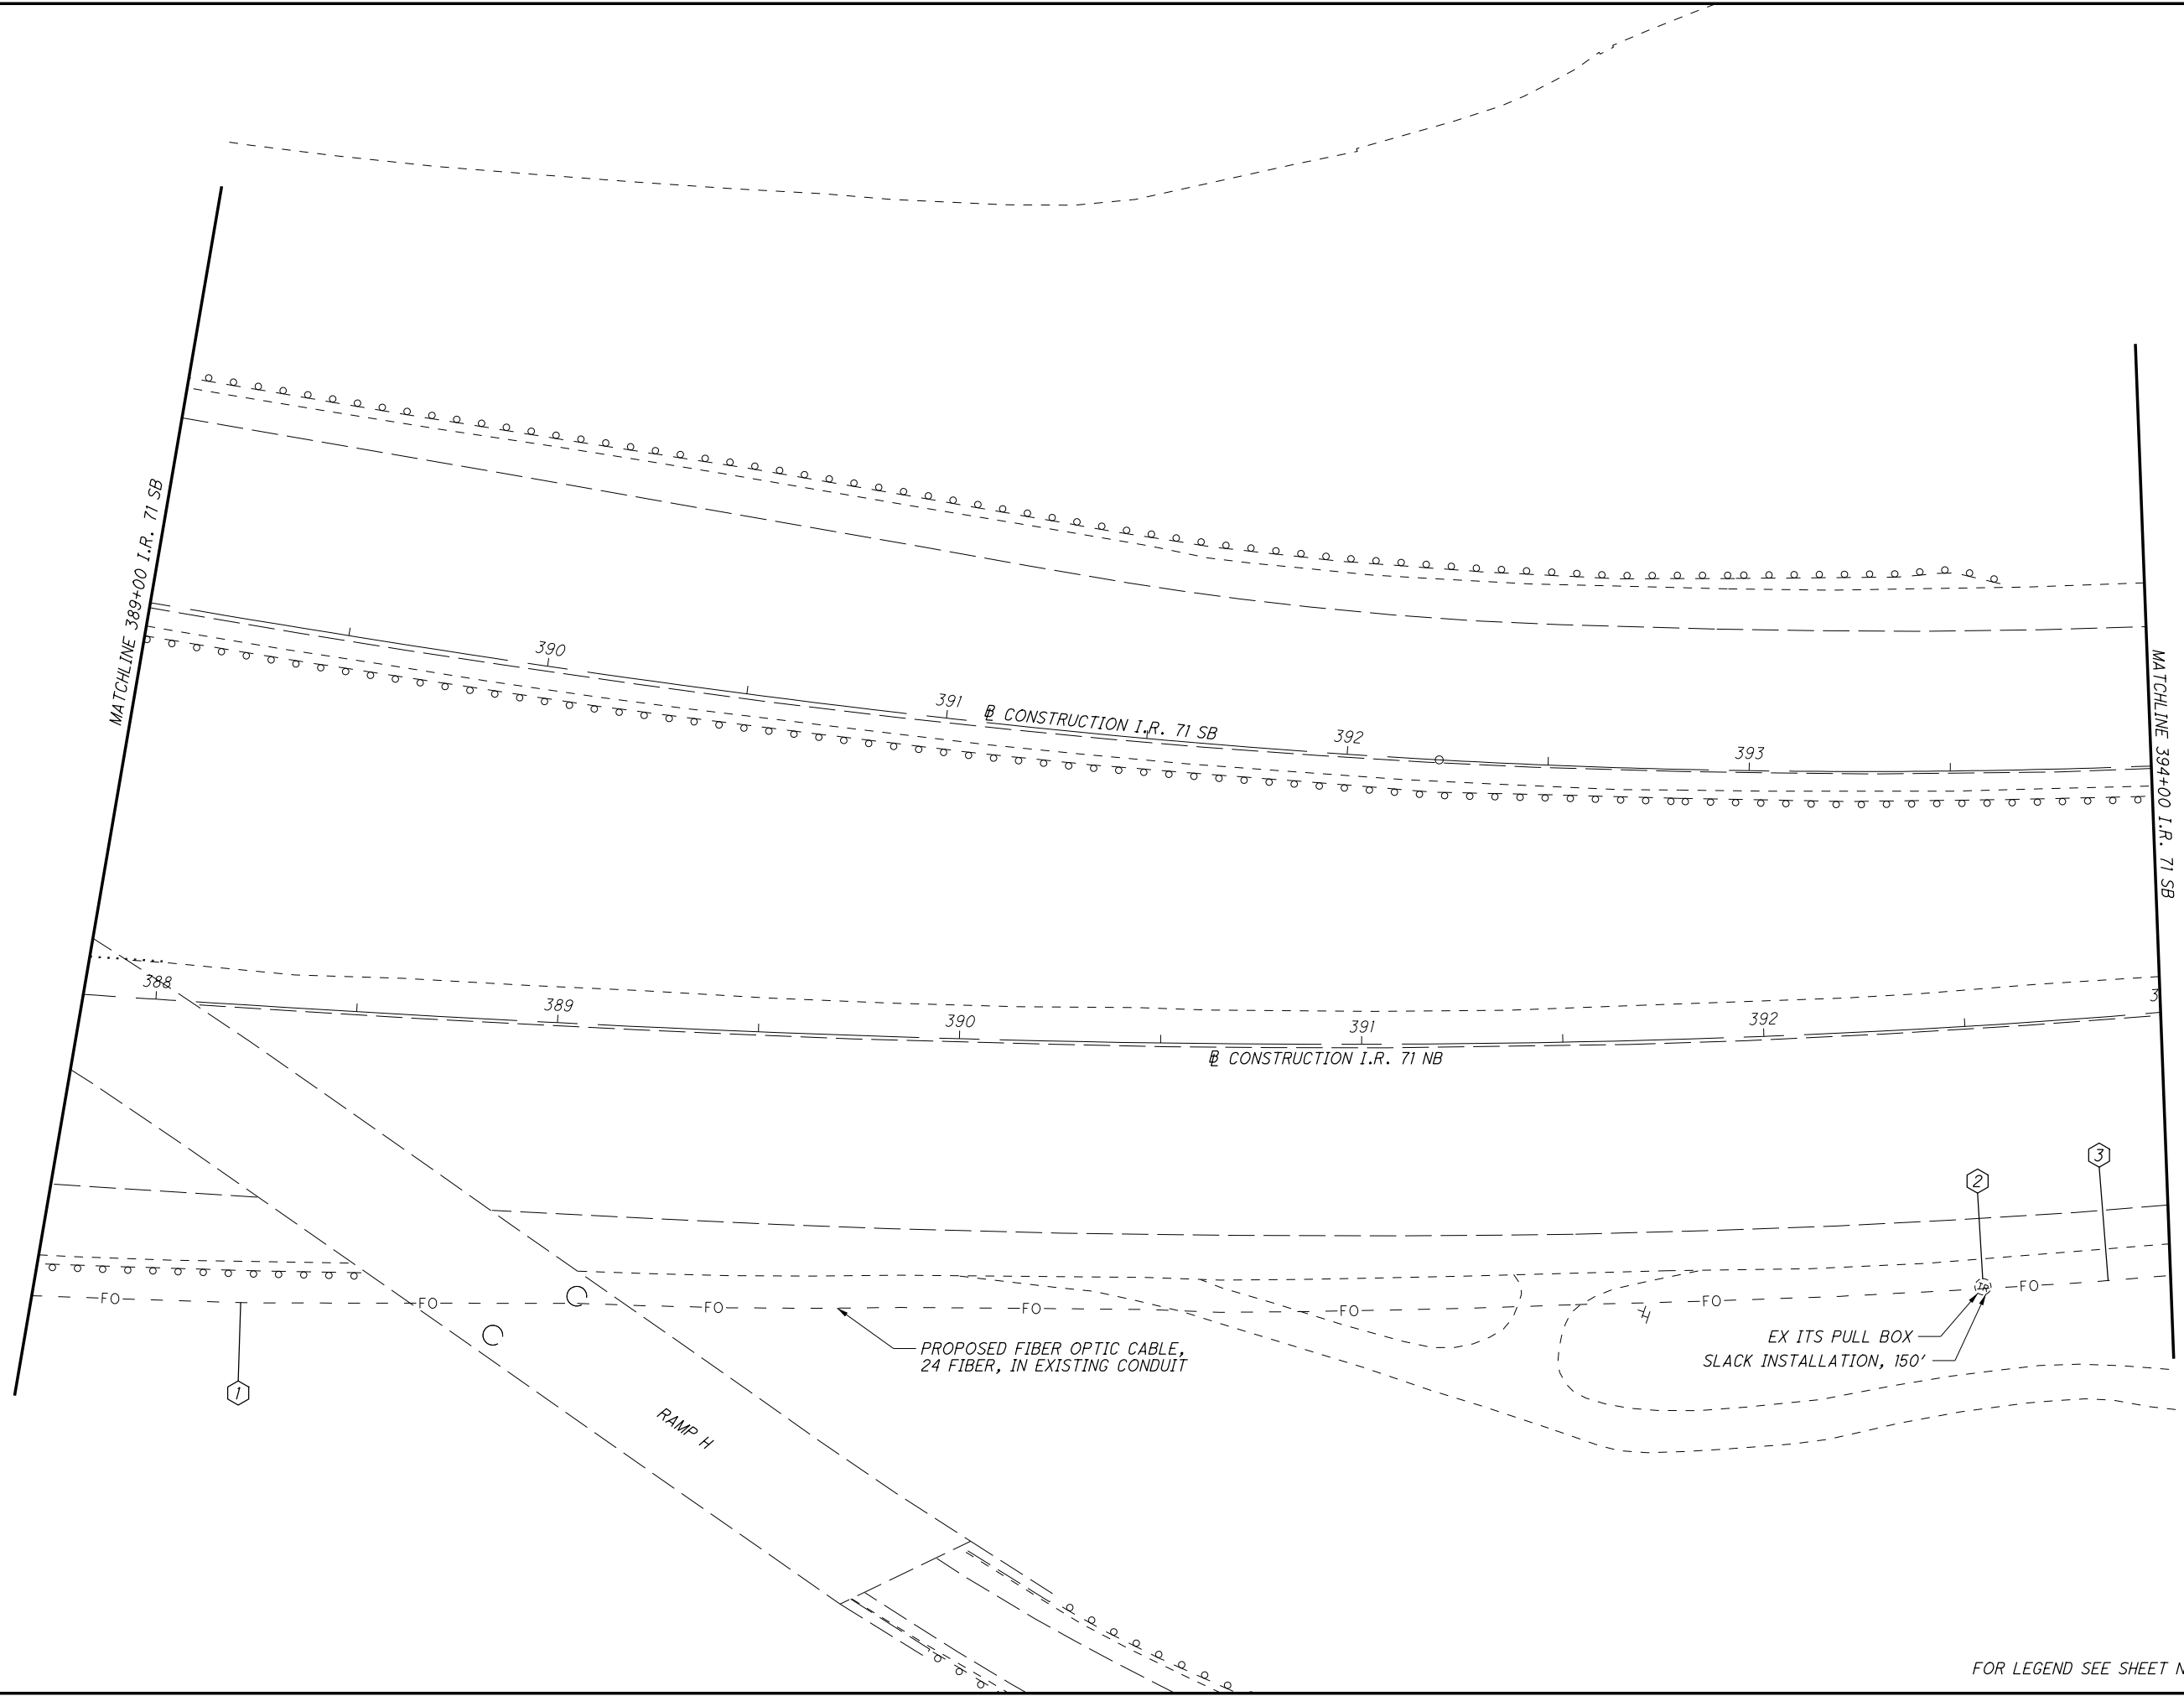 MATCHLINE 389+00 I.R. 71 SB
390
391
℄ CONSTRUCTION I.R. 71 SB
392
393
MATCHLINE 394+00 I.R. 71 SB
388
389
390
391
392
3
℄ CONSTRUCTION I.R. 71 NB
3
2
FO
FO
FO
FO
FO
FO
FO
EX ITS PULL BOX
SLACK INSTALLATION, 150'
PROPOSED FIBER OPTIC CABLE,
24 FIBER, IN EXISTING CONDUIT
1
RAMP H
FOR LEGEND SEE SHEET N